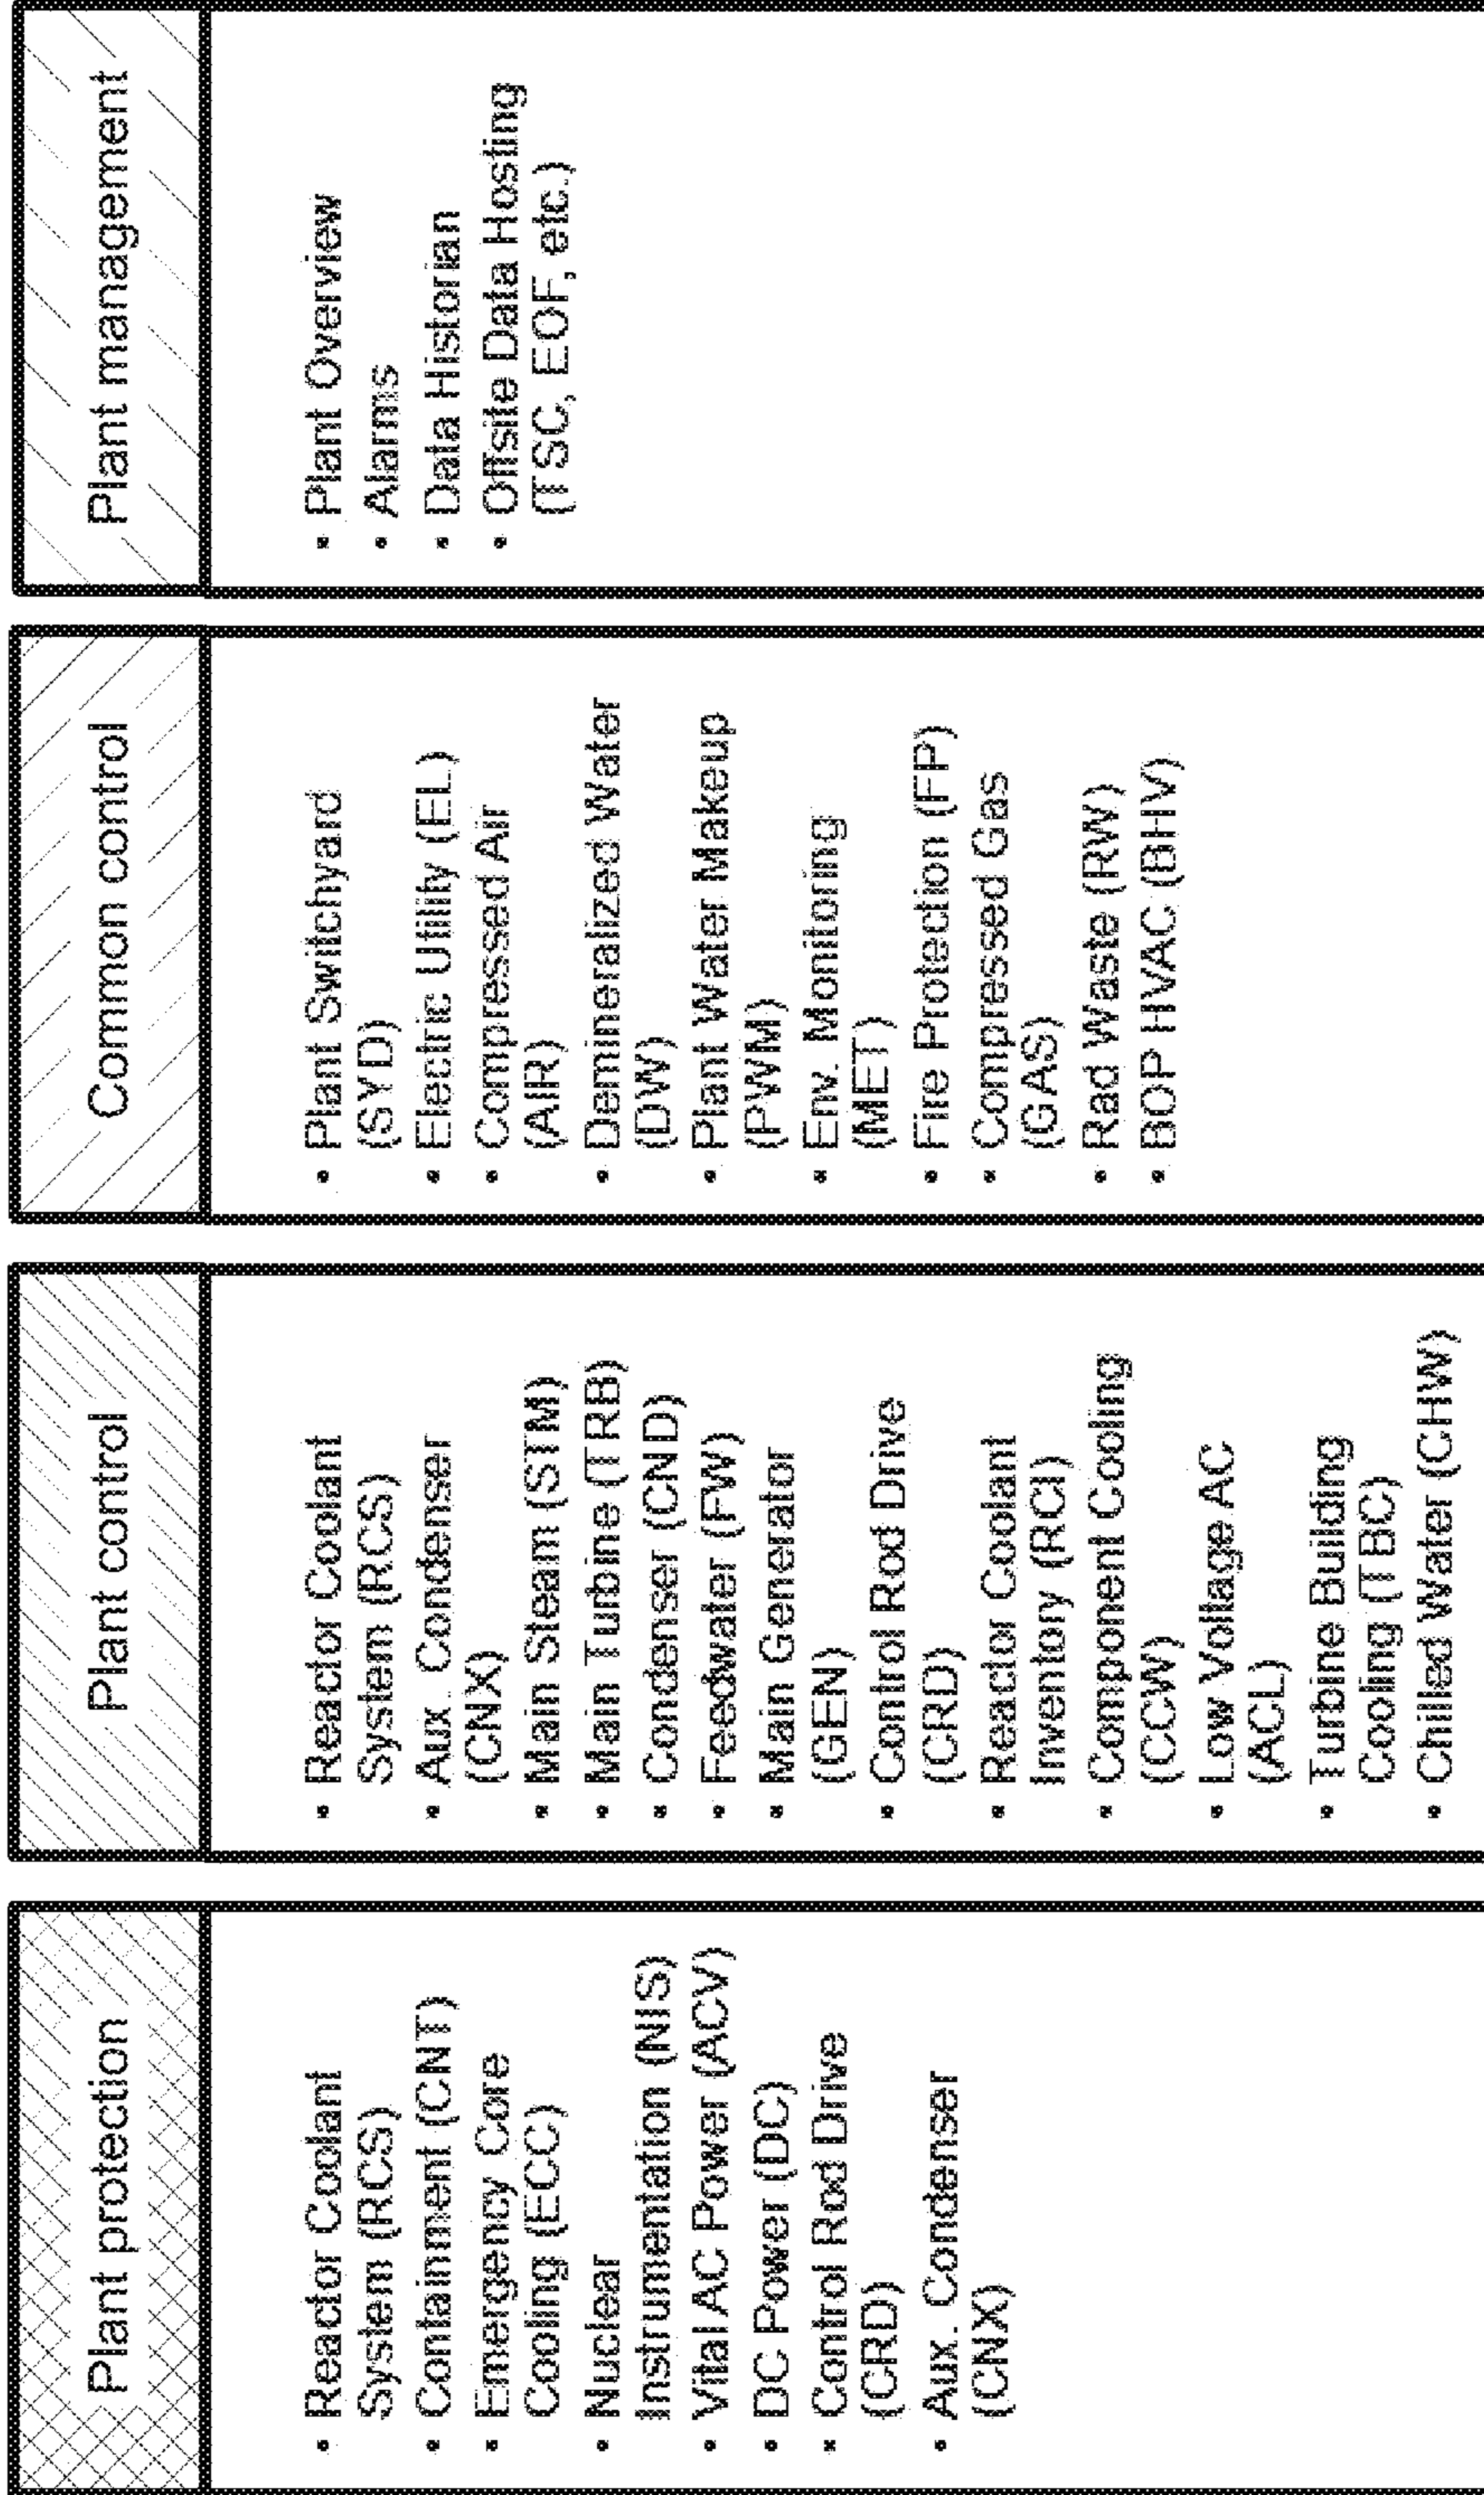 Plant protection
• Reactor Coolant
System (RCS)
• Containment (CNT)
• Emergency Core
Cooling (ECC)
• Nuclear
Instrumentation (NIS)
• Vital AC Power (ACV)
• DC Power (DC)
• Control Rod Drive
(CRD)
• Aux. Condenser
(CNX)
Plant control
• Reactor Coolant
System (RCS)
• Aux. Condenser
(CNX)
• Main Steam (STM)
• Main Turbine (TRB)
• Condenser (CND)
• Feedwater (FW)
• Main Generator
(GEN)
• Control Rod Drive
(CRD)
• Reactor Coolant
Inventory (RCI)
• Component Cooling
(CCW)
• Low Voltage AC
(ACL)
• Turbine Building
Cooling (TBC)
• Chilled Water (CHW)
Common control
• Plant Switchyard
(SYD)
• Electric Utility (EL)
• Compressed Air
(AIR)
• Demineralized Water
(DW)
• Plant Water Makeup
(PWM)
• Env. Monitoring
(MET)
• Fire Protection (FP)
• Compressed Gas
(GAS)
• Rad Waste (RW)
• BOP HVAC (BHV)
Plant management
• Plant Overview
• Alarms
• Data Historian
• Offsite Data Hosting
(TSC, EOF, etc.)